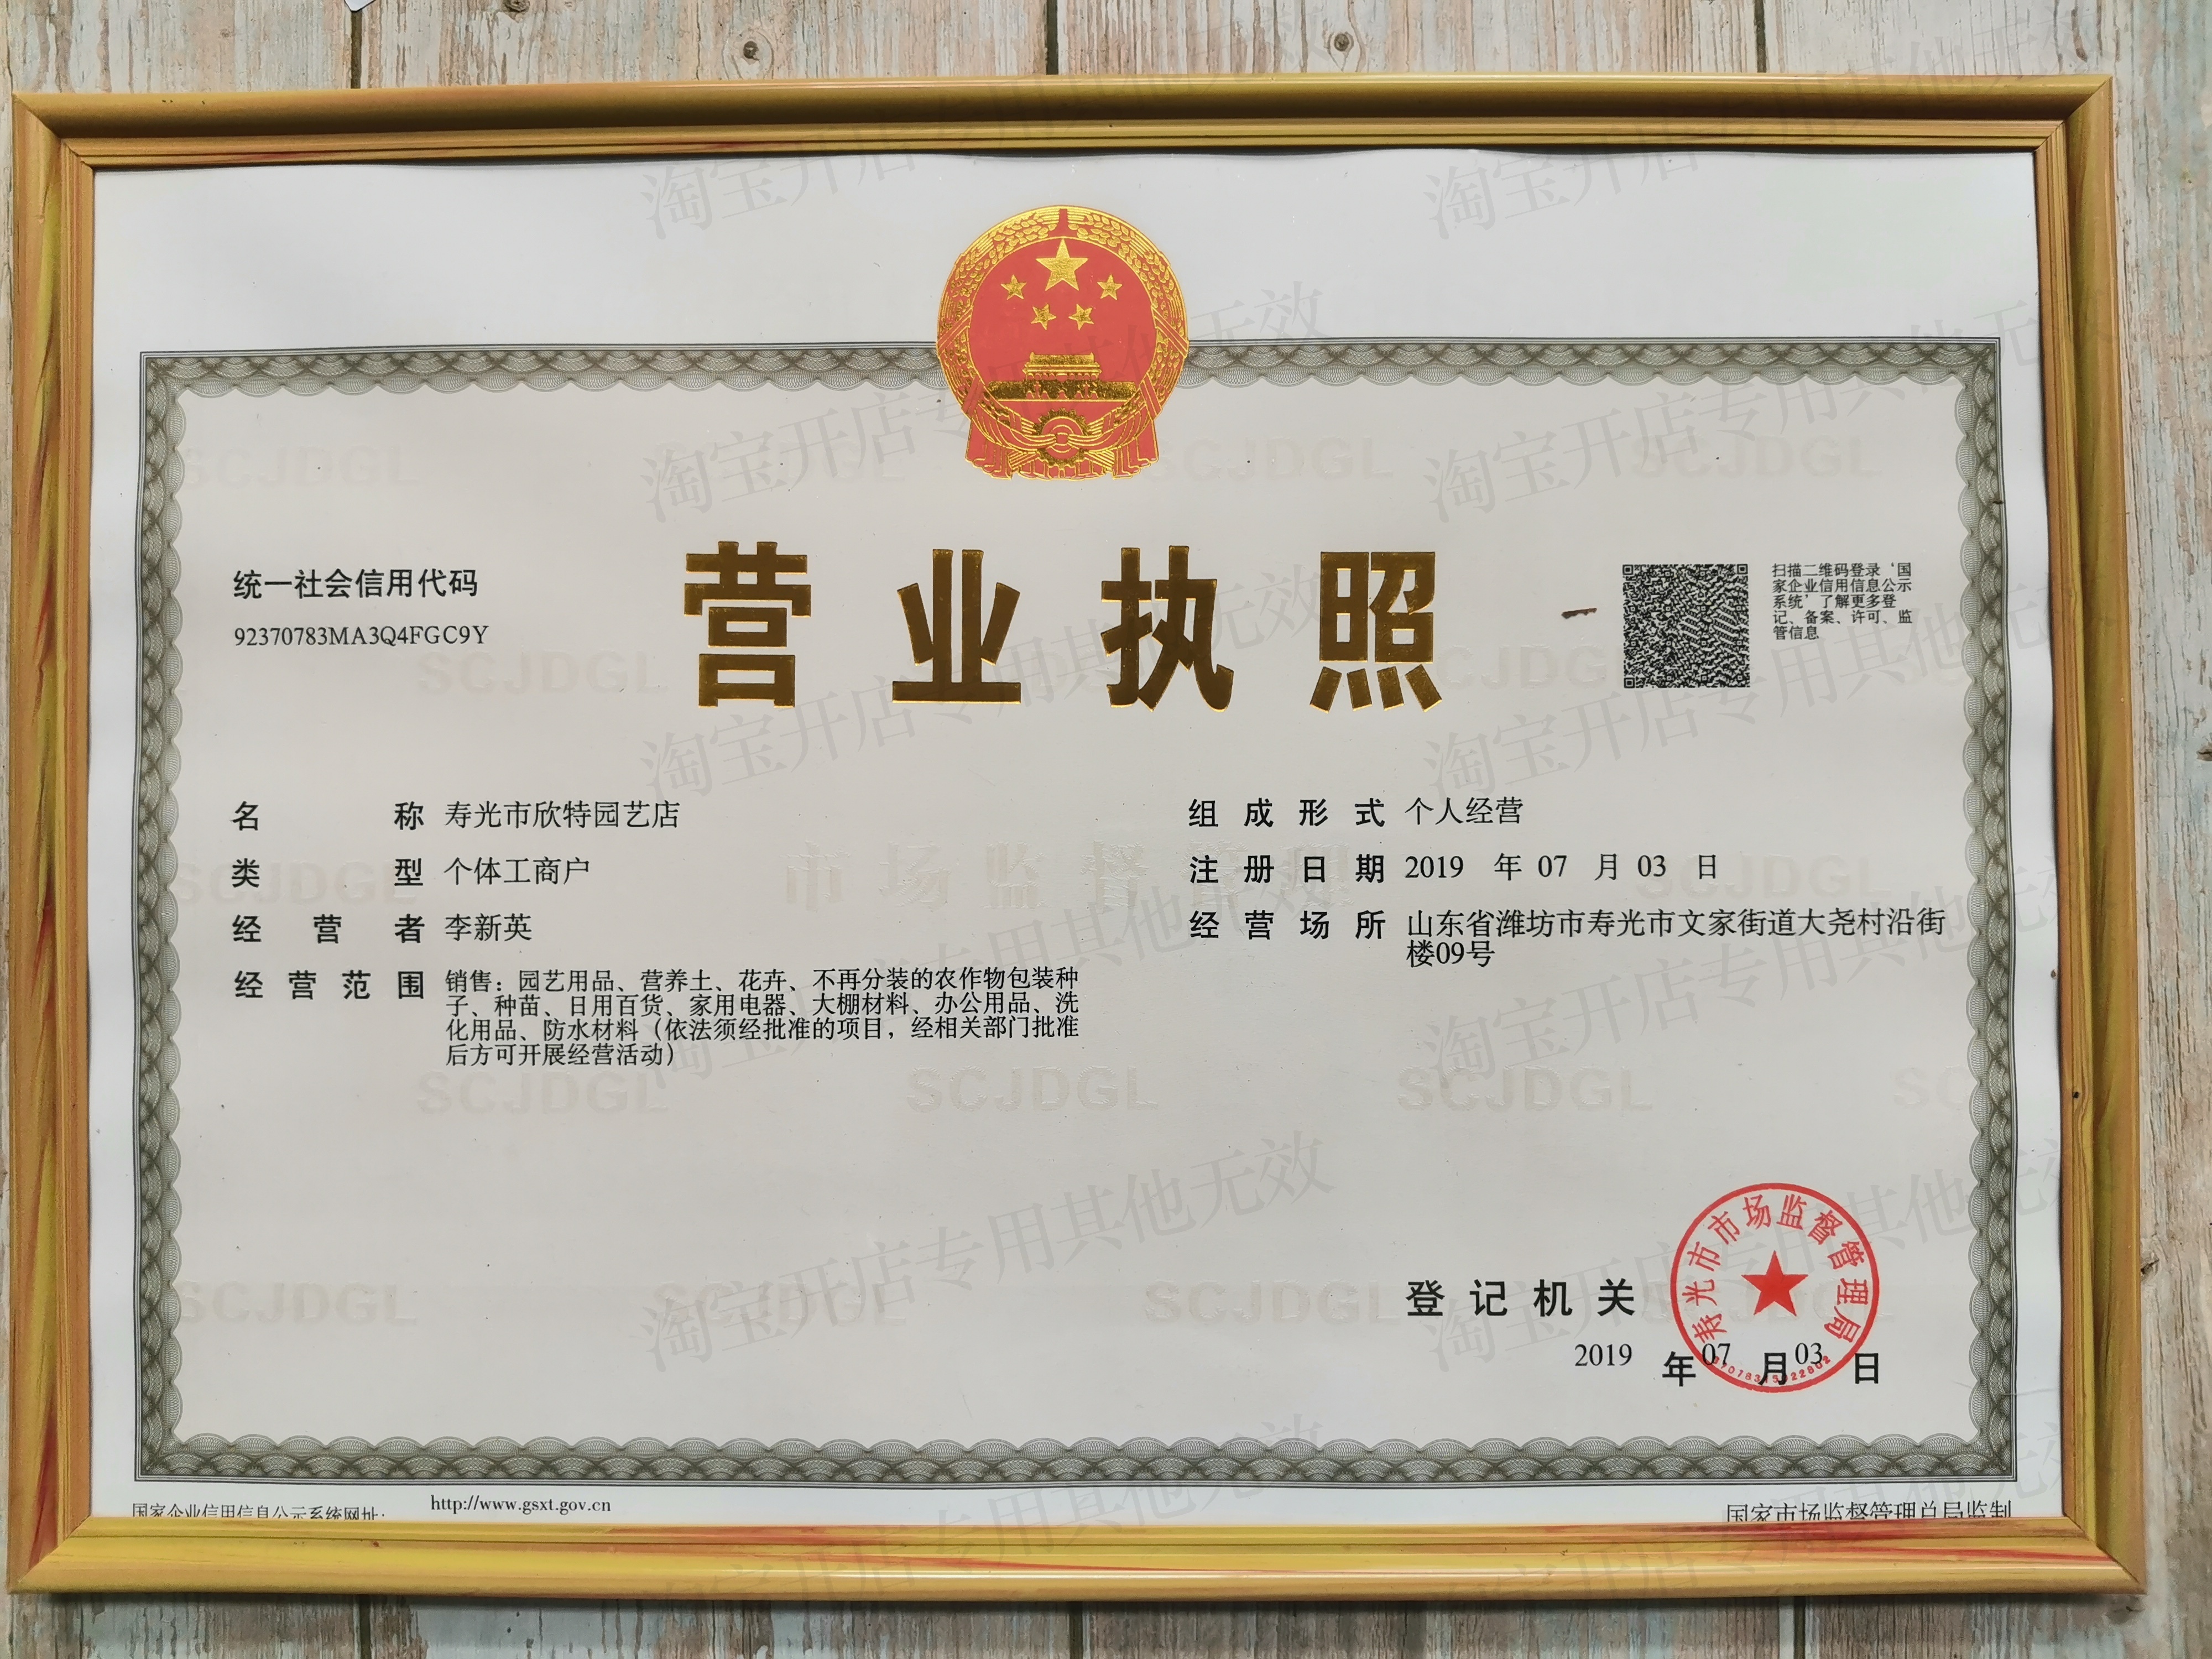 营业执照
统一社会信用代码
92370783MA3Q4FGC9Y
扫描二维码登录‘国
家企业信用信息公示
系统’了解更多登
记、备案、许可、监
管信息
名称 寿光市欣特园艺店
类型 个体工商户
经营者 李新英
经营范围 销售：园艺用品、营养土、花卉、不再分装的农作物包装种
子、种苗、日用百货、家用电器、大棚材料、办公用品、洗
化用品、防水材料（依法须经批准的项目，经相关部门批准
后方可开展经营活动）
组成形式 个人经营
注册日期 2019 年 07 月 03 日
经营场所 山东省潍坊市寿光市文家街道大尧村沿街
楼09号
市场监督管理
SCJDGL
登记机关
寿光市市场监督管理局
2019 年 07 月 03 日
国家企业信用信息公示系统网址： http://www.gsxt.gov.cn
国家市场监督管理总局监制
淘宝开店专用其他无效